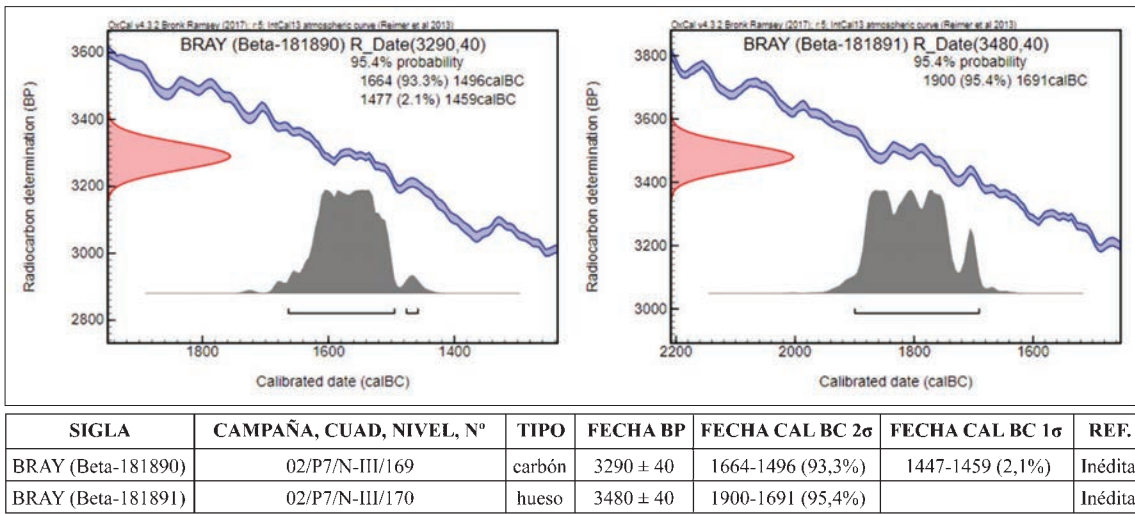 OxCal v4.3.2 Bronk Ramsey (2017); r:5; IntCal13 atmospheric curve (Reimer et al 2013)
BRAY (Beta-181890) R_Date(3290,40)
95.4% probability
1664 (93.3%) 1496calBC
1477 (2.1%) 1459calBC
Radiocarbon determination (BP)
3600
3400
3200
3000
2800
1800 1600 1400
Calibrated date (calBC)
OxCal v4.3.2 Bronk Ramsey (2017); r:5; IntCal13 atmospheric curve (Reimer et al 2013)
BRAY (Beta-181891) R_Date(3480,40)
95.4% probability
1900 (95.4%) 1691calBC
Radiocarbon determination (BP)
3800
3600
3400
3200
3000
2200 2000 1800 1600
Calibrated date (calBC)
SIGLA CAMPAÑA, CUAD, NIVEL, Nº TIPO FECHA BP FECHA CAL BC 2σ FECHA CAL BC 1σ REF.
BRAY (Beta-181890) 02/P7/N-III/169 carbón 3290 ± 40 1664-1496 (93,3%) 1447-1459 (2,1%) Inédita
BRAY (Beta-181891) 02/P7/N-III/170 hueso 3480 ± 40 1900-1691 (95,4%) Inédita